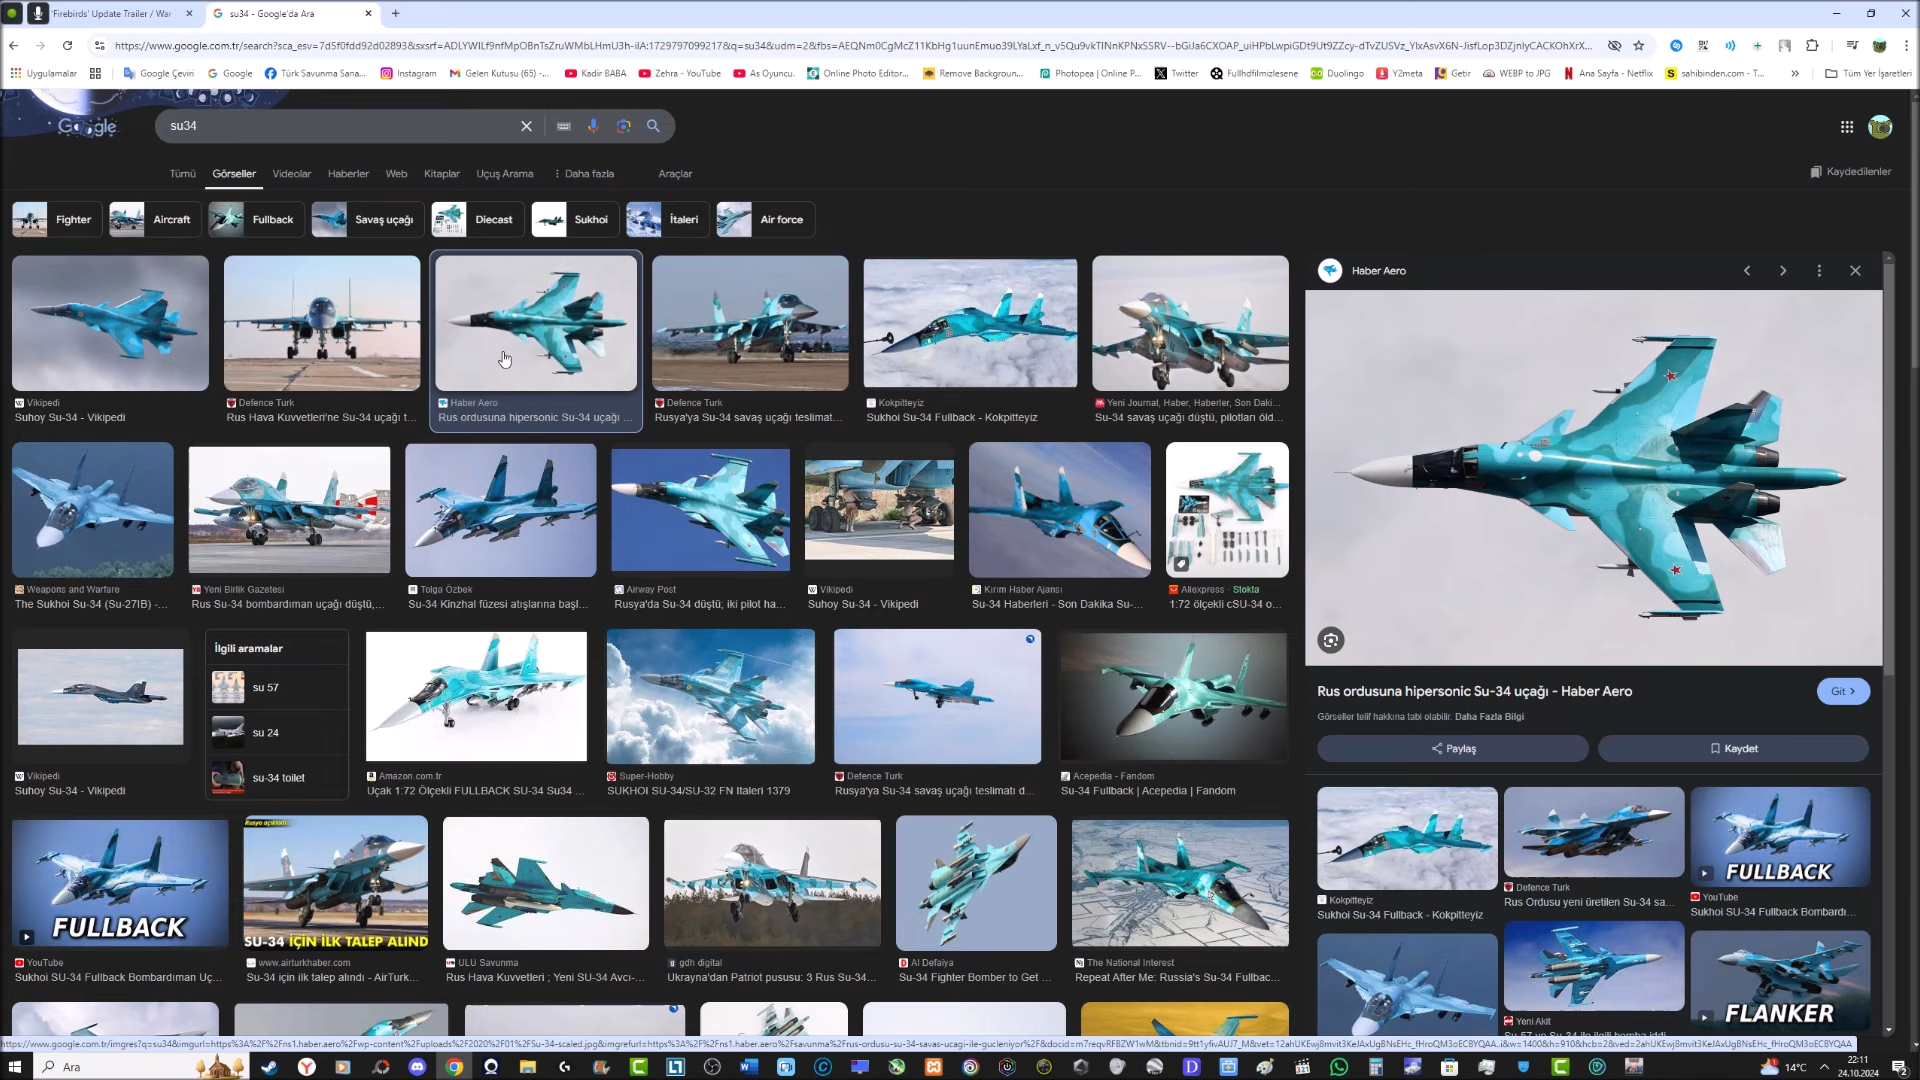 'Firebirds' Update Trailer / War
su34 - Google'da Ara
Uygulamalar
Google Çeviri
Google
Türk Savunma Sana...
Instagram
Gelen Kutusu (65) -...
Kadir BABA
Zehra - YouTube
As Oyuncu.
Online Photo Editor...
Remove Backgroun...
Photopea | Online P...
Twitter
Fullhdfilmizlesene
Duolingo
Y2meta
Getir
WEBP to JPG
Ana Sayfa - Netflix
sahibinden.com - T...
Tüm Yer İşaretleri
Google
su34
Tümü
Görseller
Videolar
Haberler
Web
Kitaplar
Uçuş Arama
Daha fazla
Araçlar
Kaydedilenler
Fighter
Aircraft
Fullback
Savaş uçağı
Diecast
Sukhoi
İtaleri
Air force
Vikipedi
Suhoy Su-34 - Vikipedi
Defence Turk
Rus Hava Kuvvetleri'ne Su-34 uçağı t...
Haber Aero
Rus ordusuna hipersonic Su-34 uçağı ...
Defence Turk
Rusya'ya Su-34 savaş uçağı teslimat...
Kokpitteyiz
Sukhoi Su-34 Fullback - Kokpitteyiz
Yeni Journal, Haber, Haberler, Son Daki...
Su-34 savaş uçağı düştü, pilotları öld...
Weapons and Warfare
The Sukhoi Su-34 (Su-27IB) -...
Yeni Birlik Gazetesi
Rus Su-34 bombardıman uçağı düştü,...
Tolga Özbek
Su-34 Kinzhal füzesi atışlarına başl...
Airway Post
Rusya'da Su-34 düştü; iki pilot ha...
Vikipedi
Suhoy Su-34 - Vikipedi
Kırım Haber Ajansı
Su-34 Haberleri - Son Dakika Su-...
Aliexpress · Stokta
1:72 ölçekli cSU-34 o...
Vikipedi
Suhoy Su-34 - Vikipedi
İlgili aramalar
su 57
su 24
su-34 toilet
Amazon.com.tr
Uçak 1:72 Ölçekli FULLBACK SU-34 Su34 ...
Super-Hobby
SUKHOI SU-34/SU-32 FN Italeri 1379
Defence Turk
Rusya'ya Su-34 savaş uçağı teslimatı d...
Acepedia - Fandom
Su-34 Fullback | Acepedia | Fandom
FULLBACK
YouTube
Sukhoi SU-34 Fullback Bombardıman Uç...
Rusya açıkladı
SU-34 İÇİN İLK TALEP ALINDI
www.airturkhaber.com
Su-34 için ilk talep alındı - AirTurk...
ULU Savunma
Rus Hava Kuvvetleri ; Yeni SU-34 Avcı-...
gdh digital
Ukrayna'dan Patriot pususu: 3 Rus Su-34...
Al Defaiya
Su-34 Fighter Bomber to Get ...
The National Interest
Repeat After Me: Russia's Su-34 Fullbac...
Haber Aero
Rus ordusuna hipersonic Su-34 uçağı - Haber Aero
Git
Görseller telif hakkına tabi olabilir. Daha Fazla Bilgi
Paylaş
Kaydet
Kokpitteyiz
Sukhoi Su-34 Fullback - Kokpitteyiz
Defence Turk
Rus Ordusu yeni üretilen Su-34 sa...
FULLBACK
YouTube
Sukhoi SU-34 Fullback Bombardı...
Yeni Akit
FLANKER
Ara
14°C
22:11
24.10.2024
2